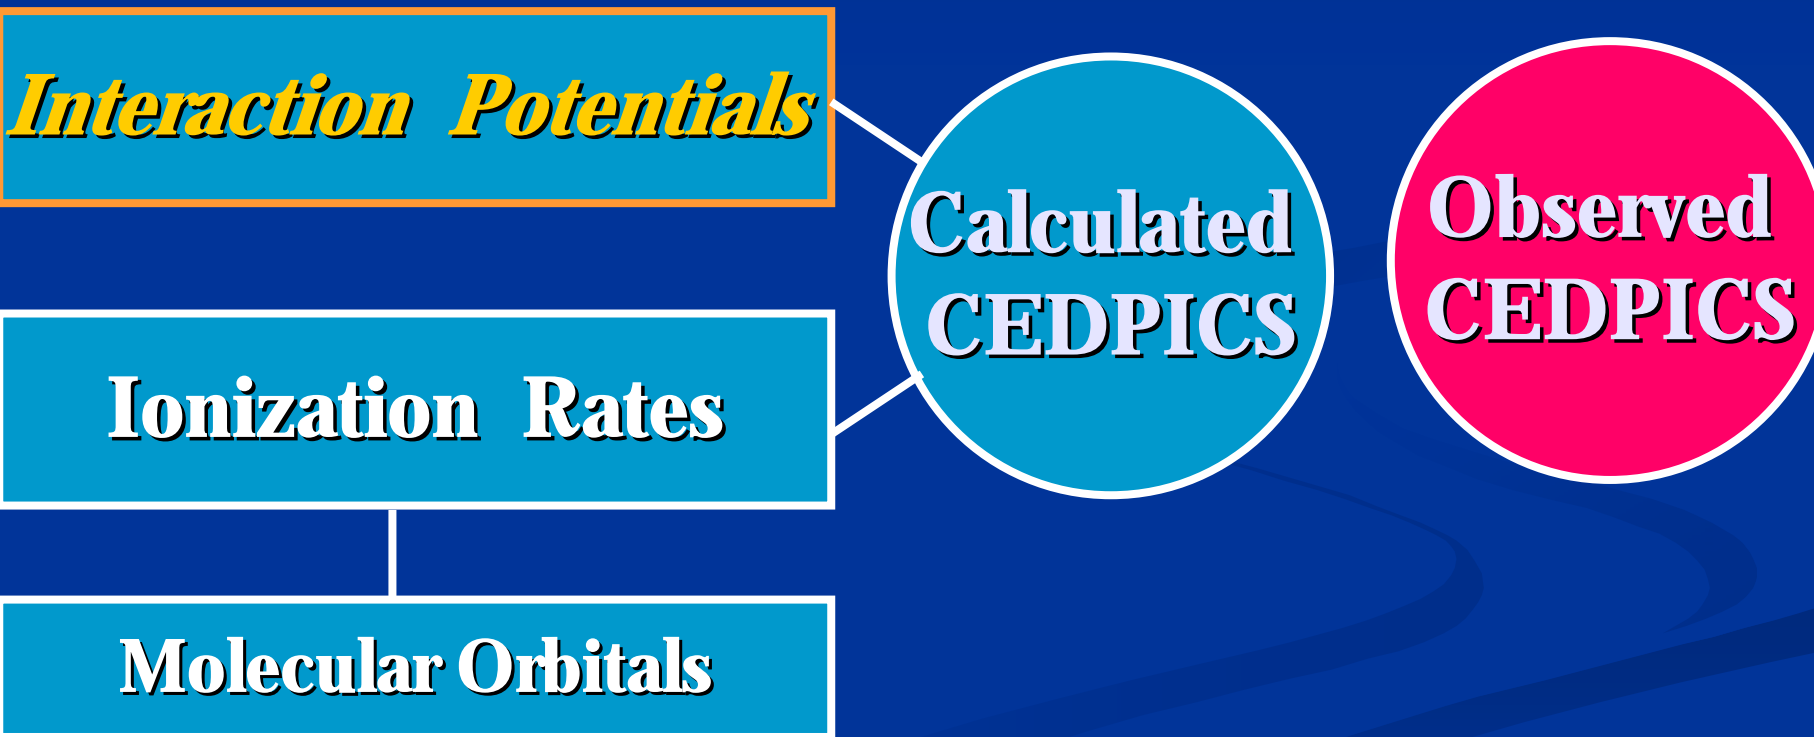 Interaction Potentials
Calculated
CEDPICS
Observed
CEDPICS
Ionization Rates
Molecular Orbitals